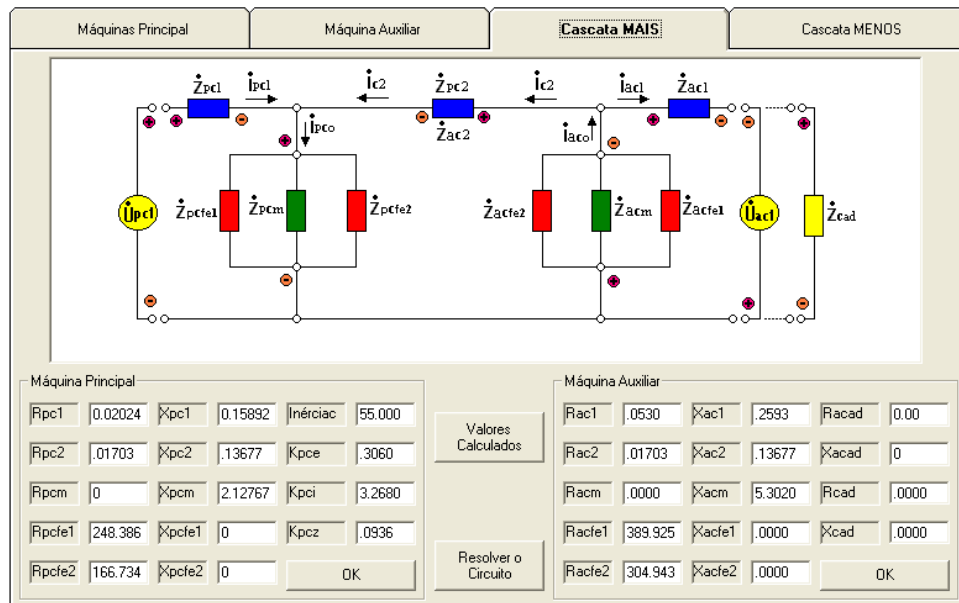 Máquinas Principal
Máquina Auxiliar
Cascata MAIS
Cascata MENOS
Żpc1
İpc1
İc2
Żpc2
İc2
İac1
Żac1
Żac2
İpco
İaco
U̇pc1
Żpcfe1
Żpcm
Żpcfe2
Żacfe2
Żacm
Żacfe1
U̇ac1
Żcad
Máquina Principal
Rpc1 0.02024 Xpc1 0.15892 Inérciac 55.000
Rpc2 .01703 Xpc2 .13677 Kpce .3060
Rpcm 0 Xpcm 2.12767 Kpci 3.2680
Rpcfe1 248.386 Xpcfe1 0 Kpcz .0936
Rpcfe2 166.734 Xpcfe2 0 OK
Valores
Calculados
Resolver o
Circuito
Máquina Auxiliar
Rac1 .0530 Xac1 .2593 Racad 0.00
Rac2 .01703 Xac2 .13677 Xacad 0
Racm .0000 Xacm 5.3020 Rcad .0000
Racfe1 389.925 Xacfe1 .0000 Xcad .0000
Racfe2 304.943 Xacfe2 .0000 OK